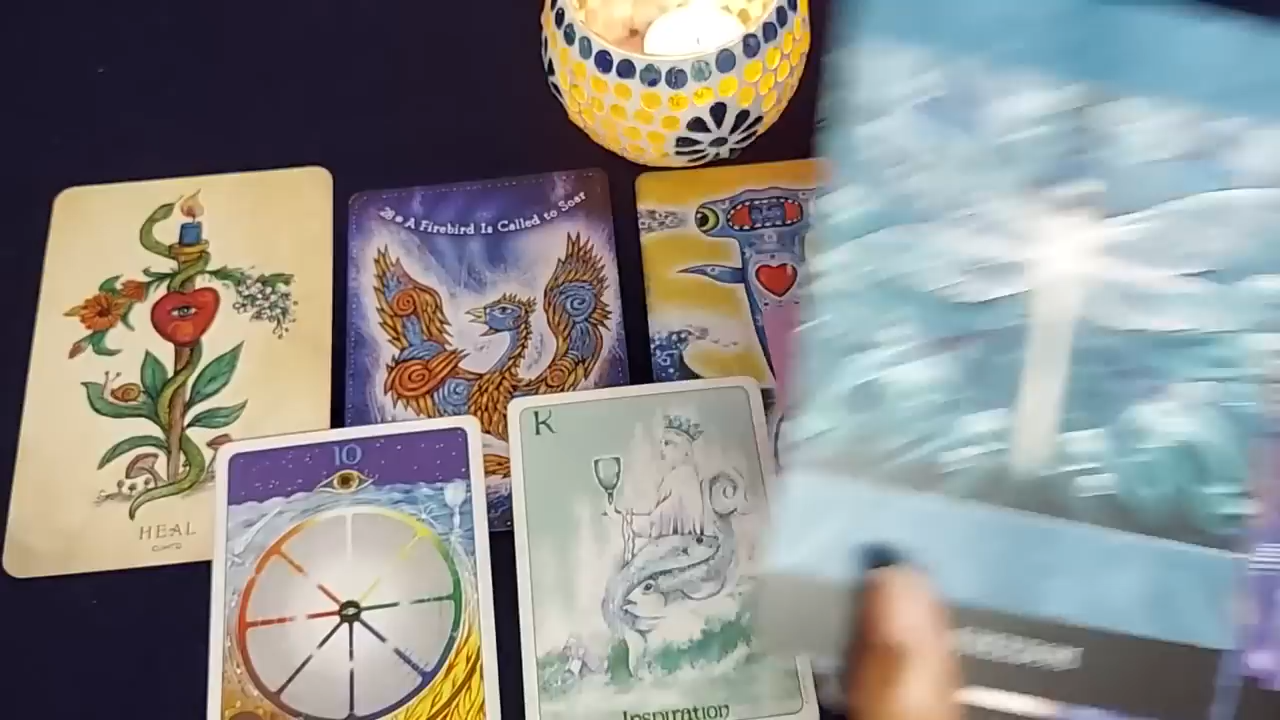 28 • A Firebird Is Called to Soar
HEAL
10
K
Inspiration